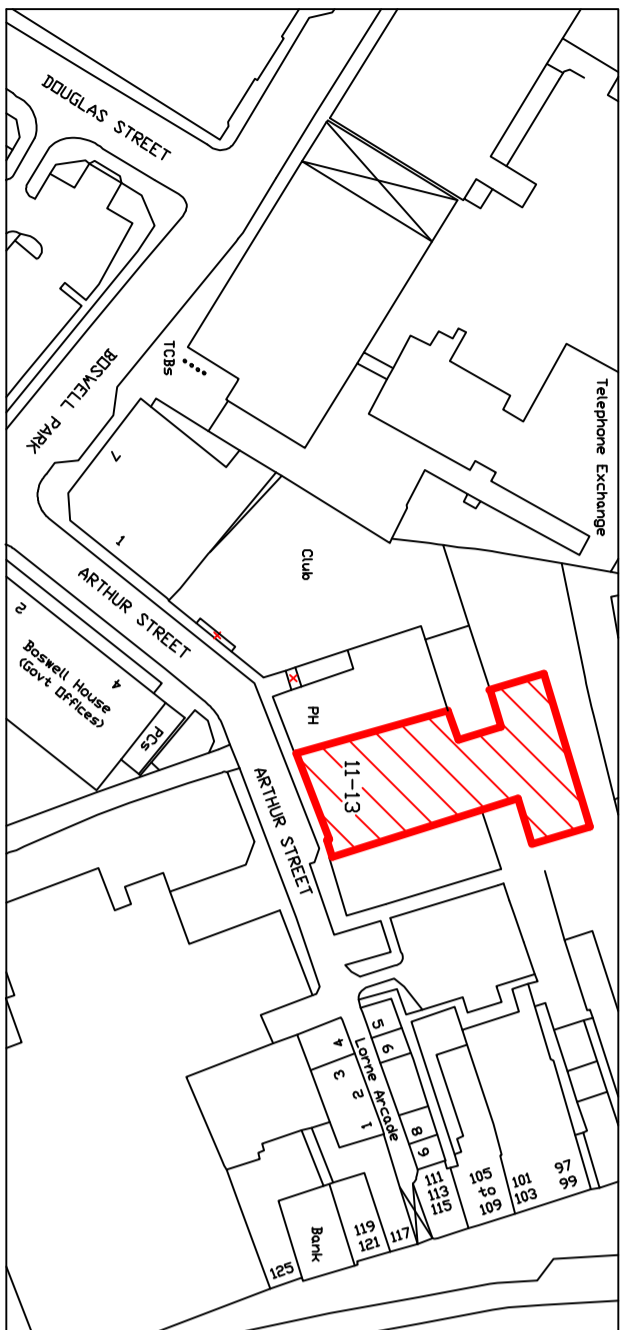 DOUGLAS STREET
Telephone Exchange
BOSWELL PARK
TCBs
7
1
Club
ARTHUR STREET
2
4
Boswell House
(Govt Offices)
PCs
PH
11-13
ARTHUR STREET
5
6
4
3
2
1
Lorne Arcade
8
9
111
113
115
105
to
109
101
103
97
99
117
119
121
Bank
125